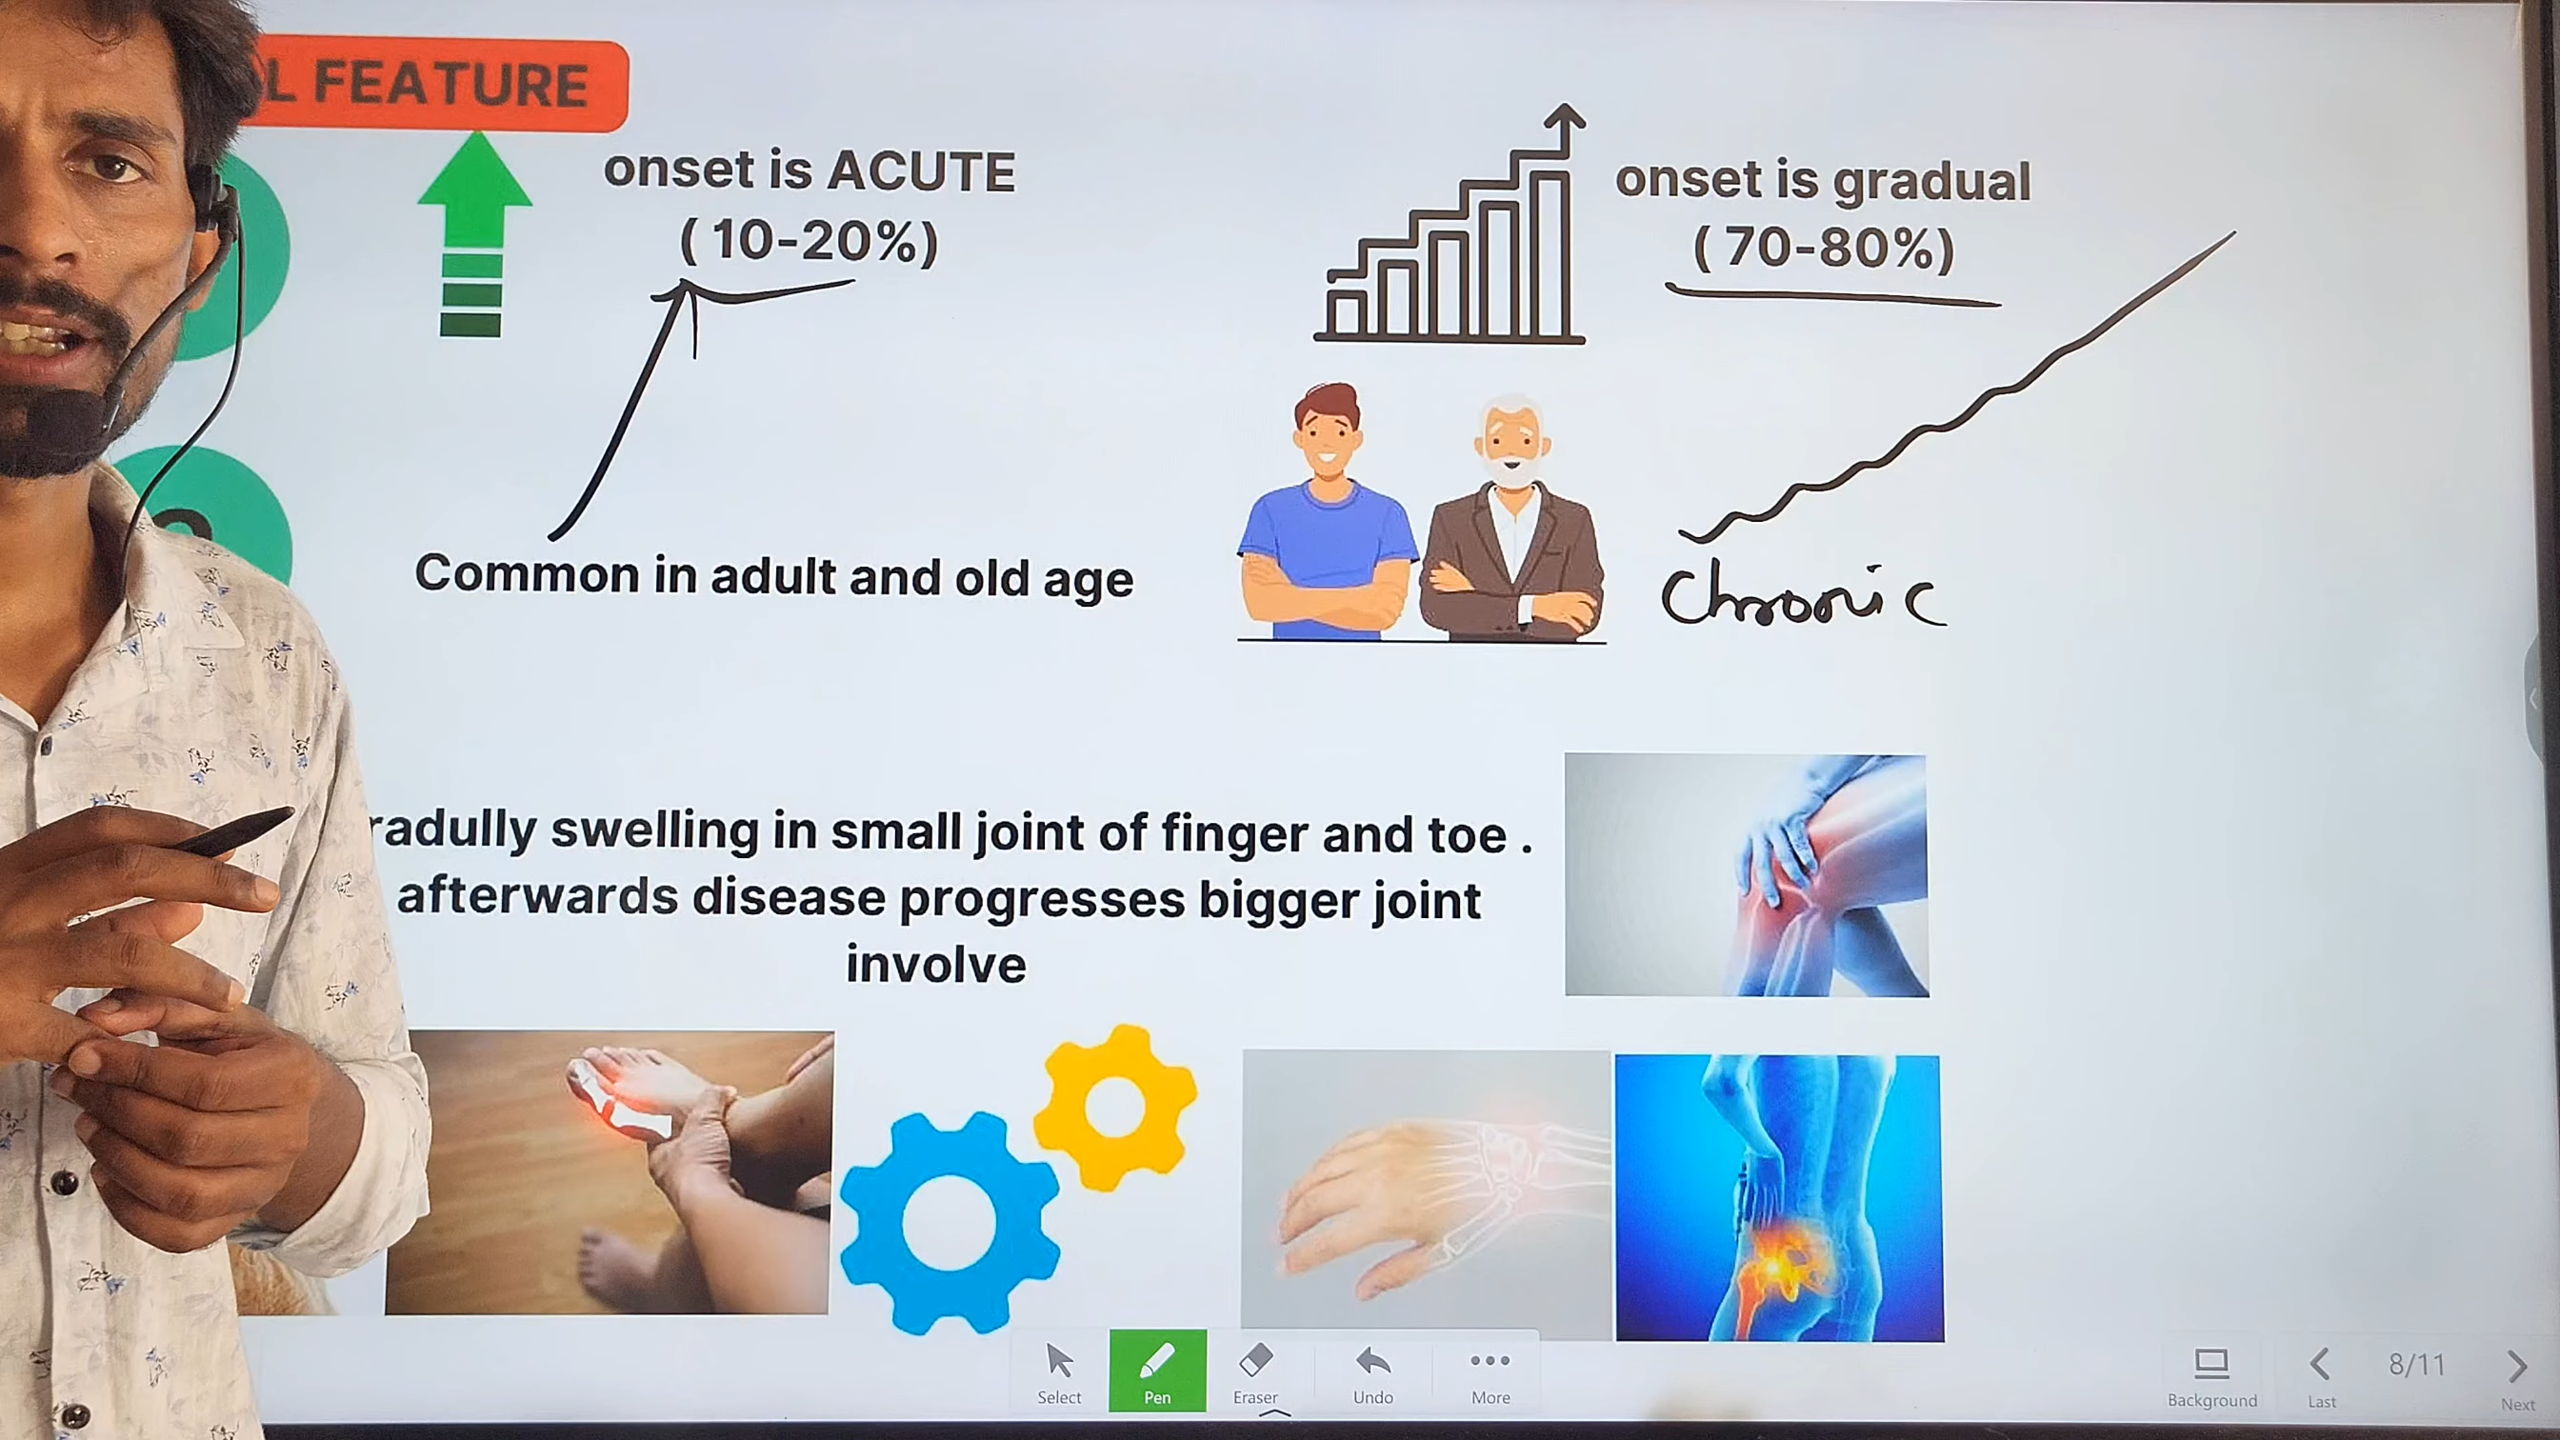 L FEATURE
onset is ACUTE
( 10-20%)
onset is gradual
( 70-80%)
Common in adult and old age
Chronic
radully swelling in small joint of finger and toe .
afterwards disease progresses bigger joint
involve
Select
Pen
Eraser
Undo
More
Background
Last
8/11
Next